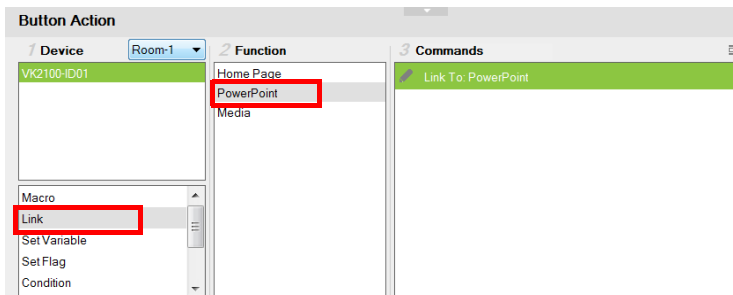 Button Action
1 Device Room-1 2 Function 3 Commands
VK2100-ID01
Home Page
PowerPoint
Media
Link To: PowerPoint
Macro
Link
Set Variable
Set Flag
Condition